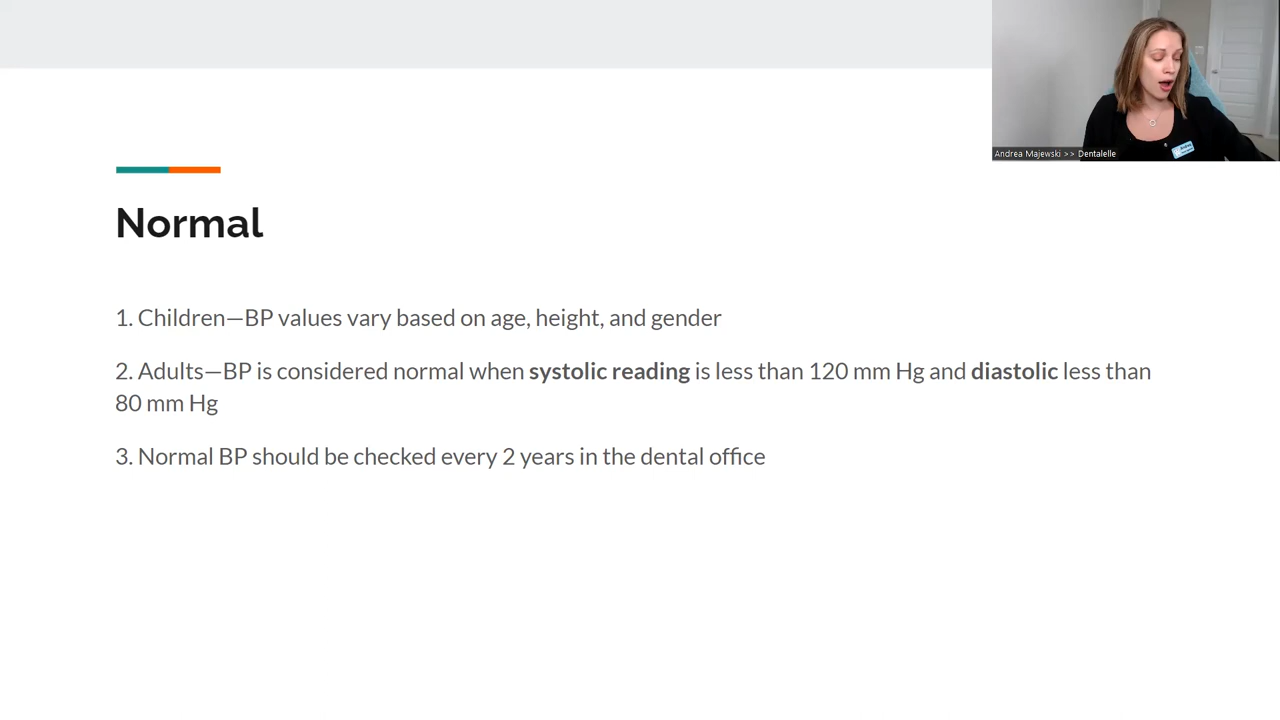 Andrea Majewski >> Dentalelle
Normal
1. Children—BP values vary based on age, height, and gender
2. Adults—BP is considered normal when systolic reading is less than 120 mm Hg and diastolic less than
80 mm Hg
3. Normal BP should be checked every 2 years in the dental office